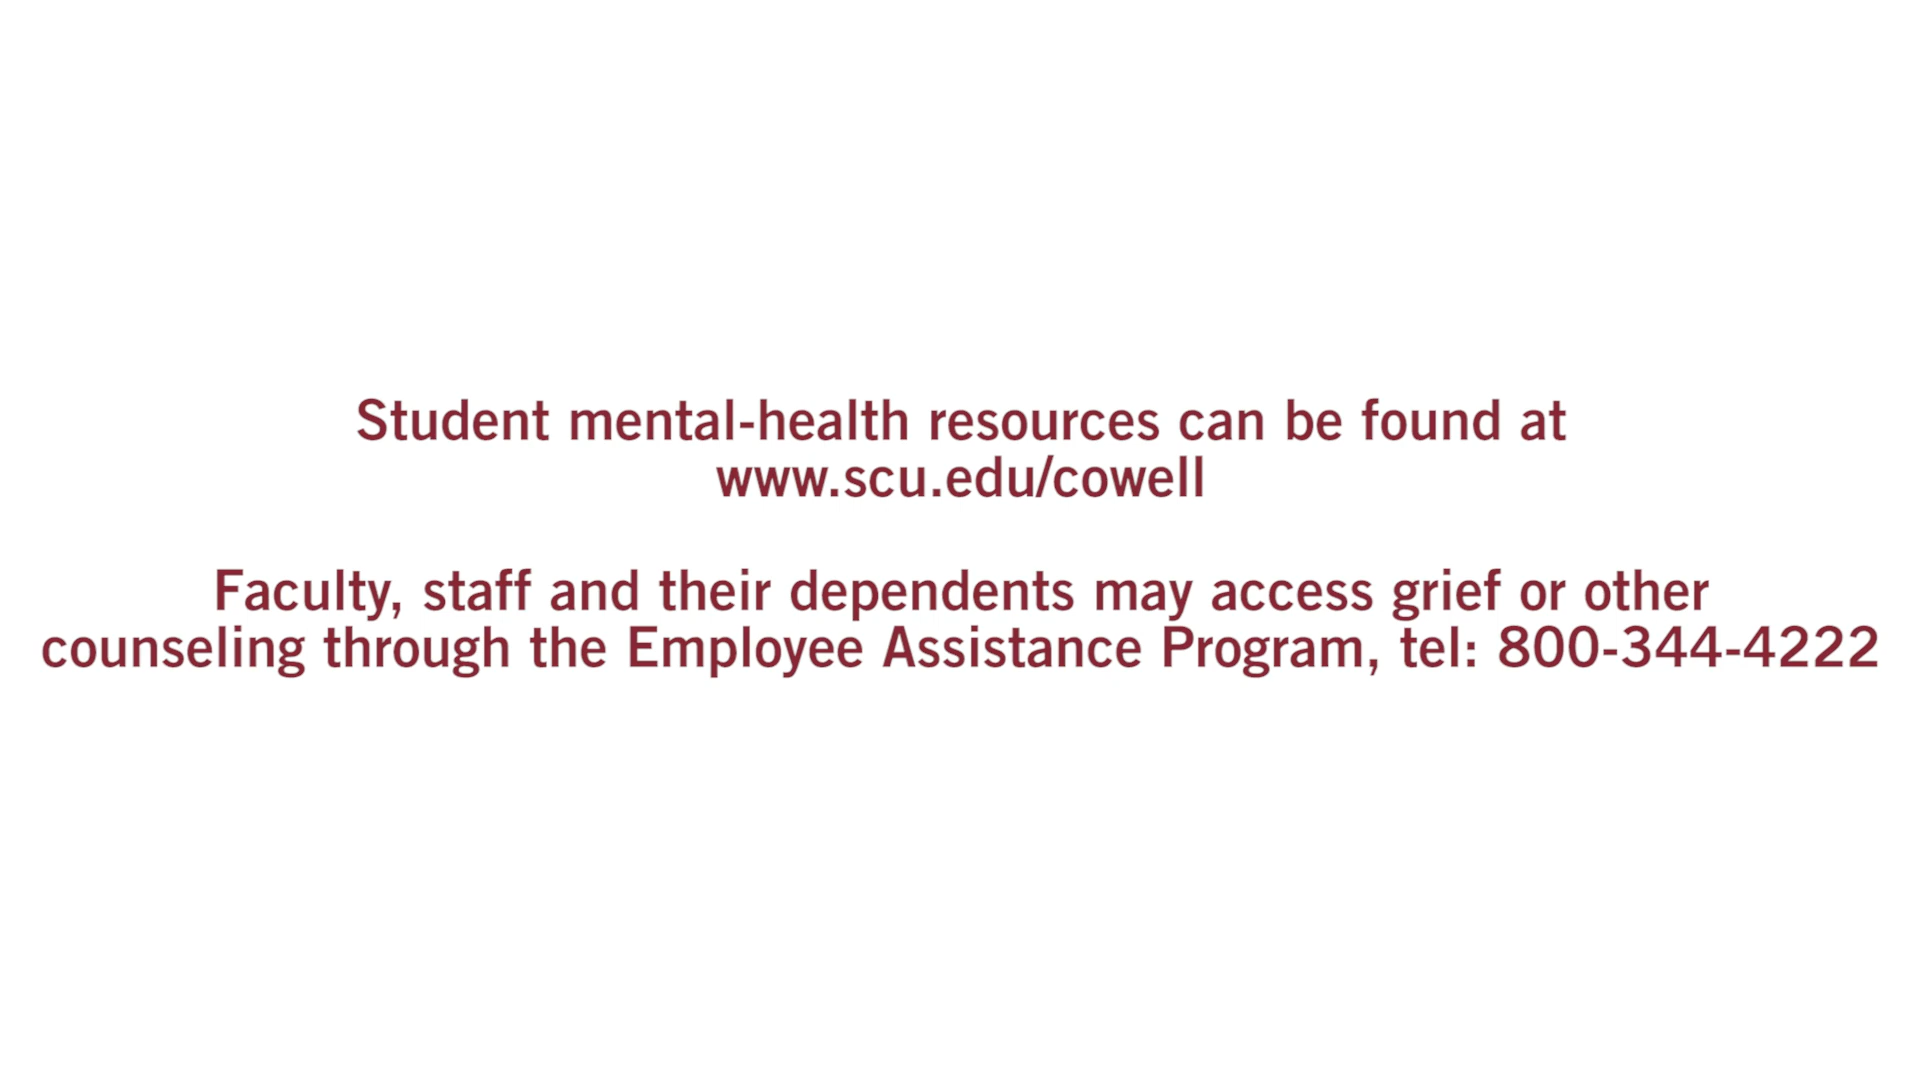 Student mental-health resources can be found at
www.scu.edu/cowell
Faculty, staff and their dependents may access grief or other
counseling through the Employee Assistance Program, tel: 800-344-4222